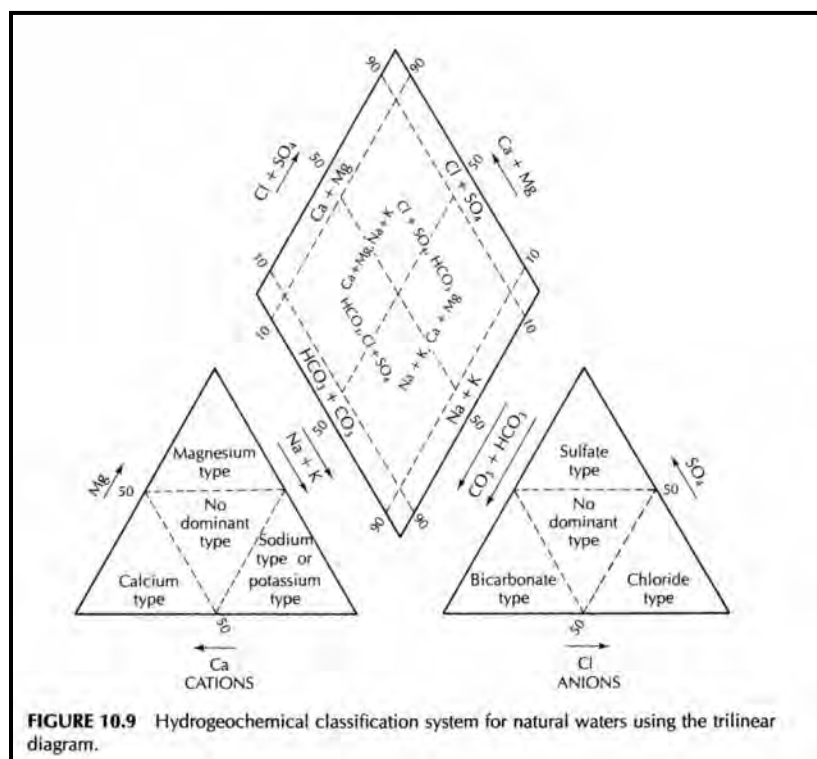 90
90
Cl + SO₄
50
Ca + Mg
Cl + SO₄
50
Ca + Mg
Ca+Mg, Na+K
Cl + SO₄, HCO₃
10
10
10
10
HCO₃, Cl+SO₄
Na + K, Ca + Mg
HCO₃ + CO₃
Na + K
50
50
Na + K
CO₃ + HCO₃
90
90
Mg
50
Magnesium
type
No
dominant
type
Calcium
type
Sodium
type or
potassium
type
50
Ca
CATIONS
Sulfate
type
50
SO₄
No
dominant
type
Bicarbonate
type
Chloride
type
50
Cl
ANIONS
FIGURE 10.9 Hydrogeochemical classification system for natural waters using the trilinear
diagram.